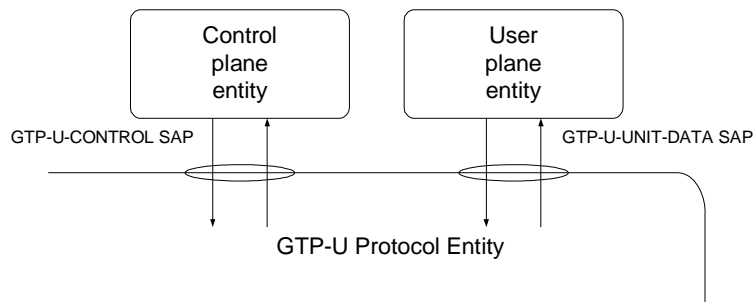 Control
plane
entity
User
plane
entity
GTP-U-CONTROL SAP
GTP-U-UNIT-DATA SAP
GTP-U Protocol Entity